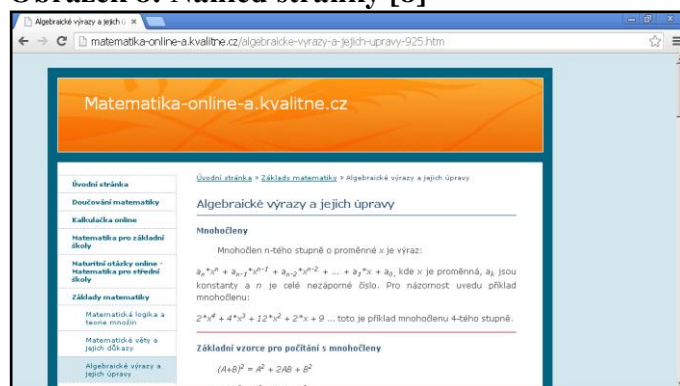 Obrázek 8: Náhled stránky [8]
Algebraické výrazy a jejich ú
matematika-online-a.kvalitne.cz/algebraicke-vyrazy-a-jejich-upravy-925.htm
Matematika-online-a.kvalitne.cz
Úvodní stránka
Doučování matematiky
Kalkulačka online
Matematika pro základní
školy
Maturitní otázky online -
Matematika pro střední
školy
Základy matematiky
Matematická logika a
teorie množin
Matematické věty a
jejich důkazy
Algebraické výrazy a
jejich úpravy
Úvodní stránka > Základy matematiky > Algebraické výrazy a jejich úpravy
Algebraické výrazy a jejich úpravy
Mnohočleny
Mnohočlen n-tého stupně o proměnné x je výraz:
aₙ*xⁿ + aₙ₋₁*xⁿ⁻¹ + aₙ₋₂*xⁿ⁻² + ... + a₁*x + a₀, kde x je proměnná, aₖ jsou
konstanty a n je celé nezáporné číslo. Pro názornost uvedu příklad
mnohočlenu:
2*x⁴ + 4*x³ + 12*x² + 2*x + 9 ... toto je příklad mnohočlenu 4-tého stupně.
Základní vzorce pro počítání s mnohočleny
(A+B)² = A² + 2AB + B²